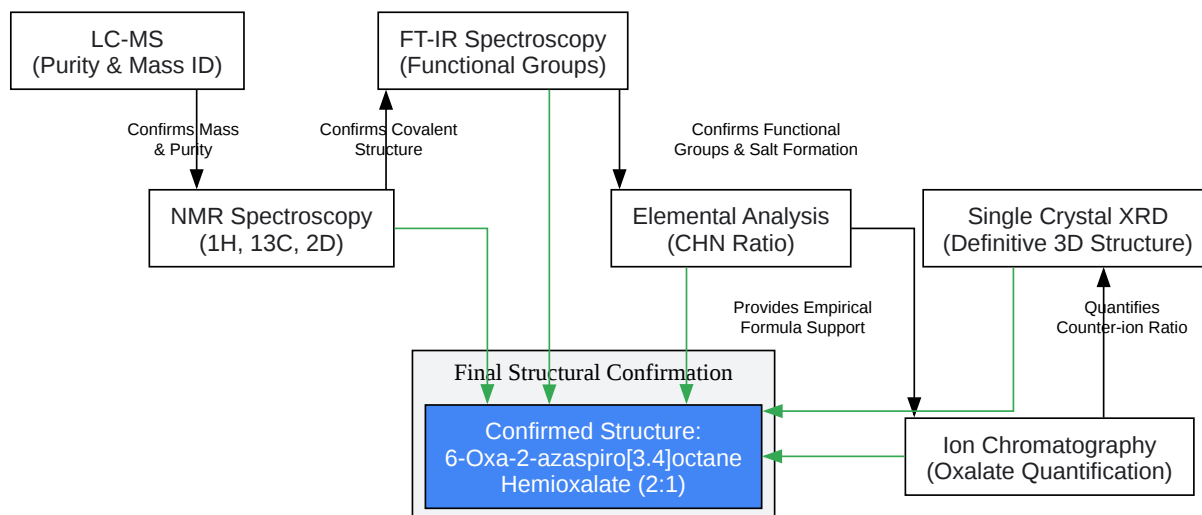 LC-MS
(Purity & Mass ID)
FT-IR Spectroscopy
(Functional Groups)
Confirms Mass
& Purity
Confirms Covalent
Structure
Confirms Functional
Groups & Salt Formation
NMR Spectroscopy
(1H, 13C, 2D)
Elemental Analysis
(CHN Ratio)
Single Crystal XRD
(Definitive 3D Structure)
Provides Empirical
Formula Support
Quantifies
Counter-ion Ratio
Final Structural Confirmation
Confirmed Structure:
6-Oxa-2-azaspiro[3.4]octane
Hemioxalate (2:1)
Ion Chromatography
(Oxalate Quantification)